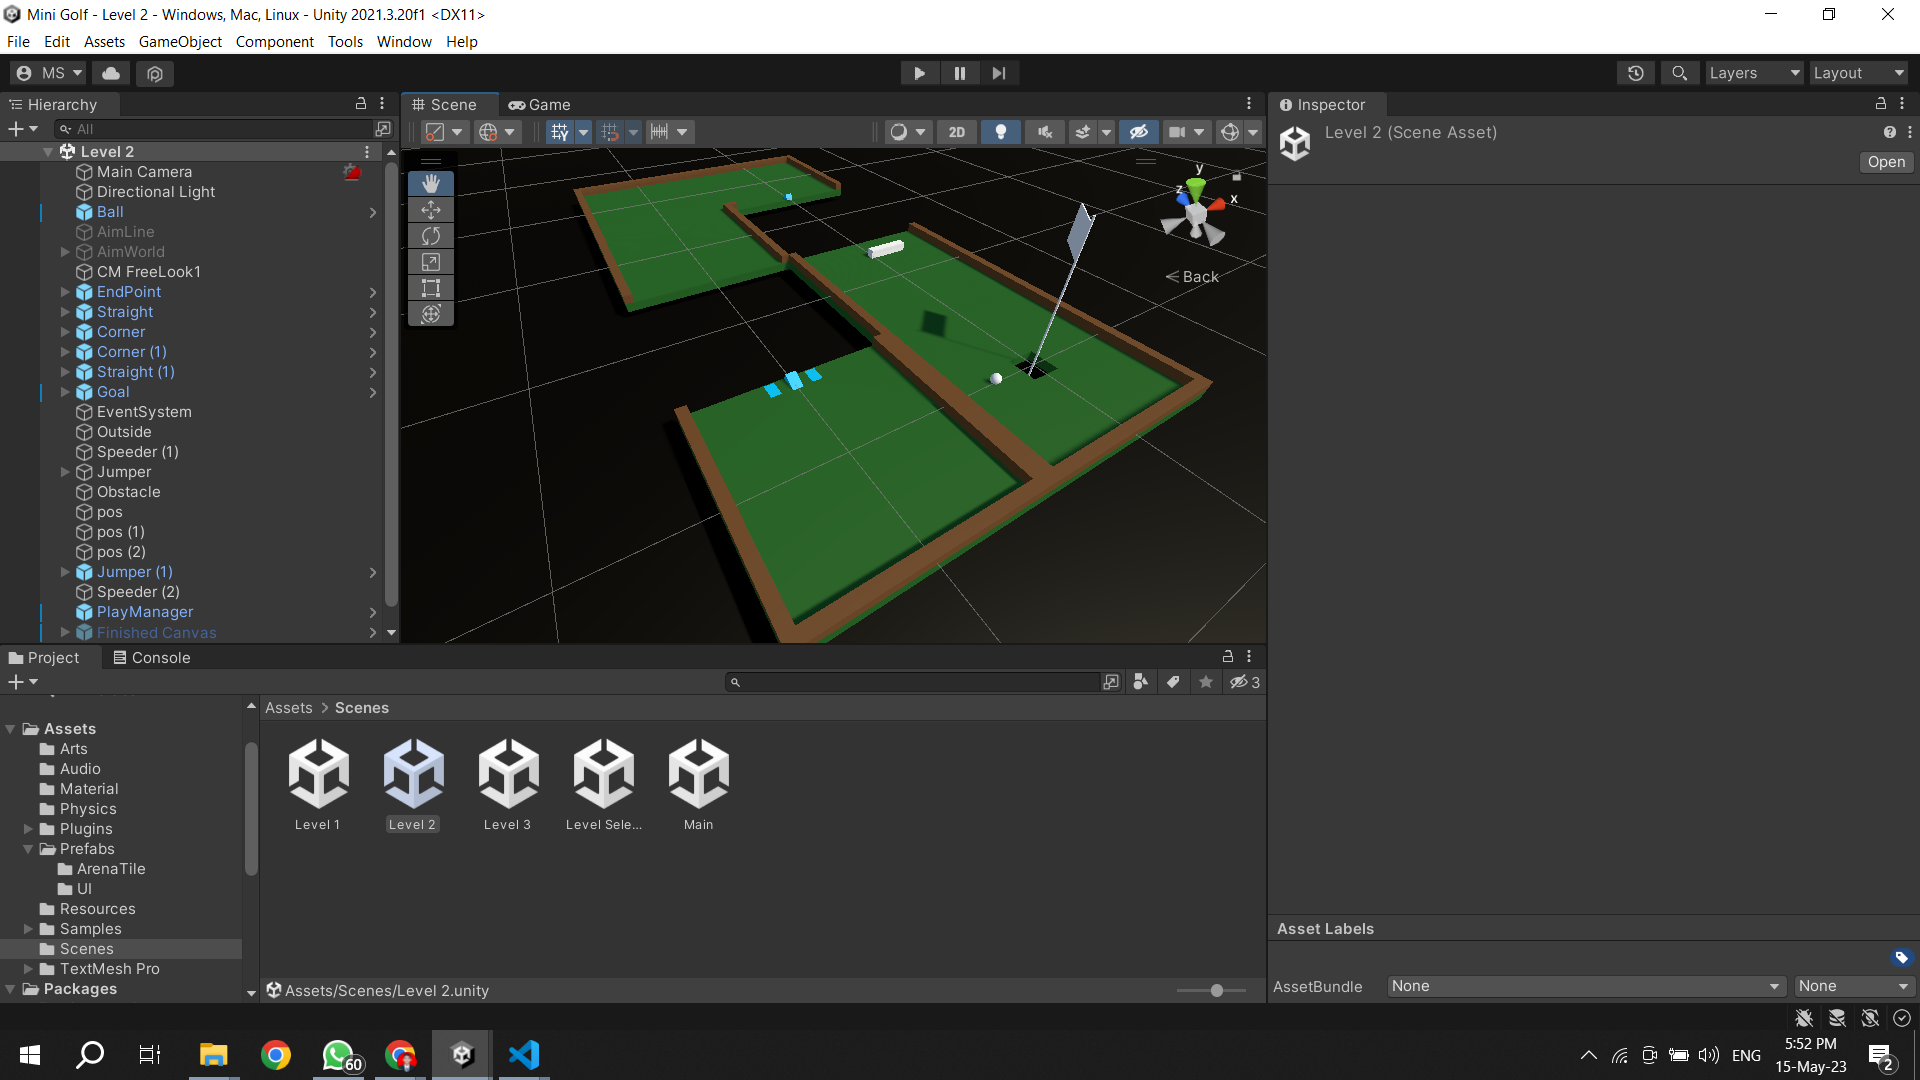 Mini Golf - Level 2 - Windows, Mac, Linux - Unity 2021.3.20f1 <DX11>
File Edit Assets GameObject Component Tools Window Help
MS Layers Layout
Hierarchy
All
Level 2
Main Camera
Directional Light
Ball
AimLine
AimWorld
CM FreeLook1
EndPoint
Straight
Corner
Corner (1)
Straight (1)
Goal
EventSystem
Outside
Speeder (1)
Jumper
Obstacle
pos
pos (1)
pos (2)
Jumper (1)
Speeder (2)
PlayManager
Finished Canvas
Scene Game
2D
y
z
x
Back
Inspector
Level 2 (Scene Asset)
Open
Project Console
3
Assets
Arts
Audio
Material
Physics
Plugins
Prefabs
ArenaTile
UI
Resources
Samples
Scenes
TextMesh Pro
Packages
Assets > Scenes
Level 1 Level 2 Level 3 Level Sele... Main
Assets/Scenes/Level 2.unity
Asset Labels
AssetBundle None None
60
ENG
5:52 PM
15-May-23
2